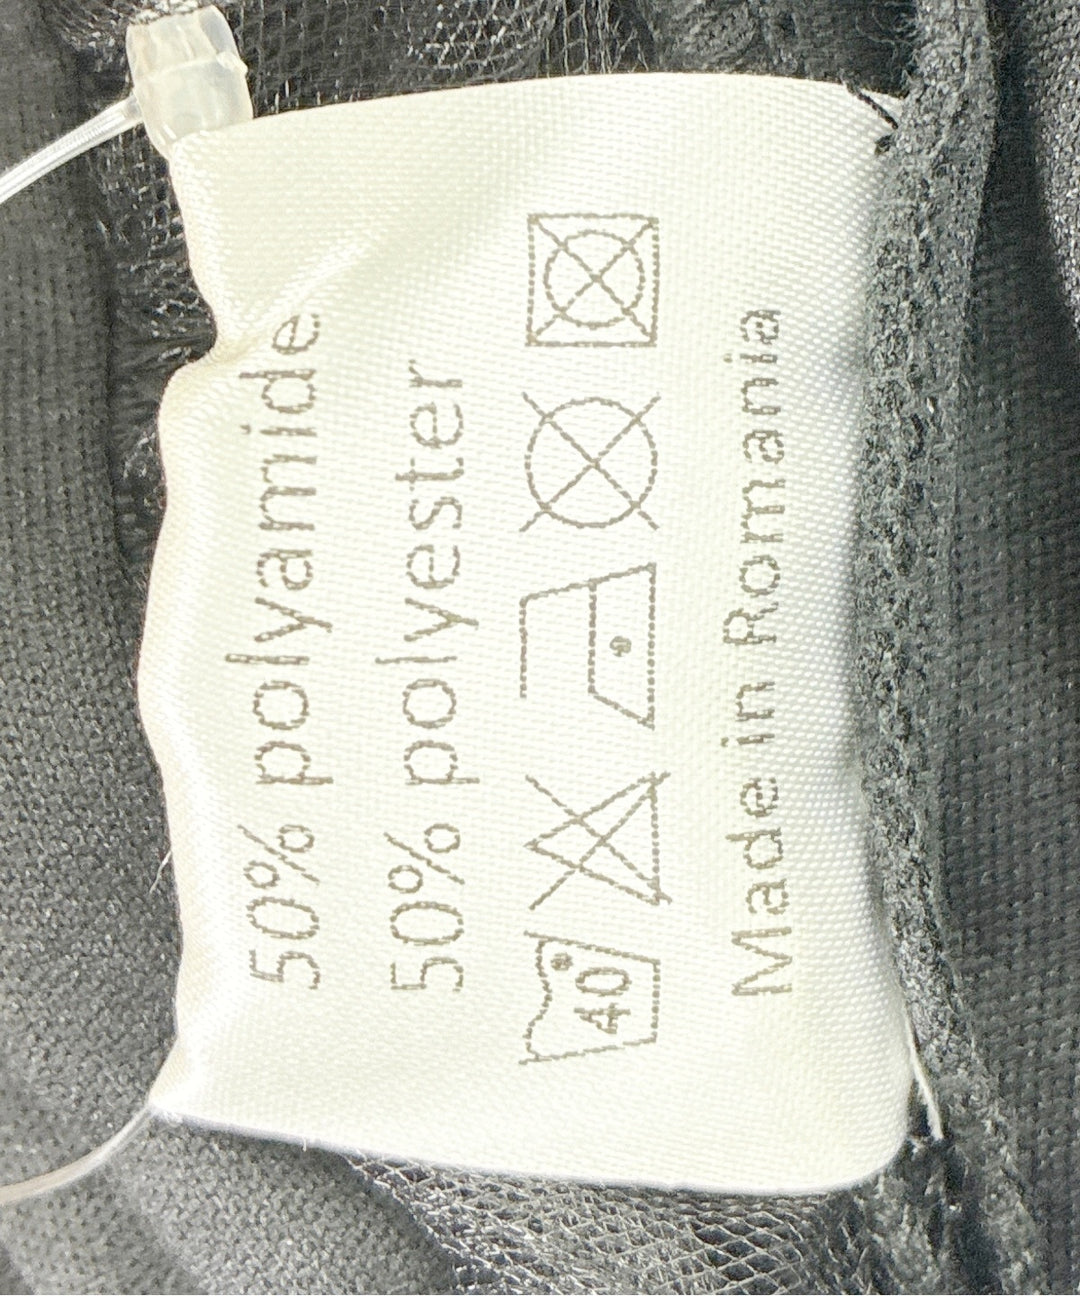 50% polyamide
50% polyester
40
Made in Romania